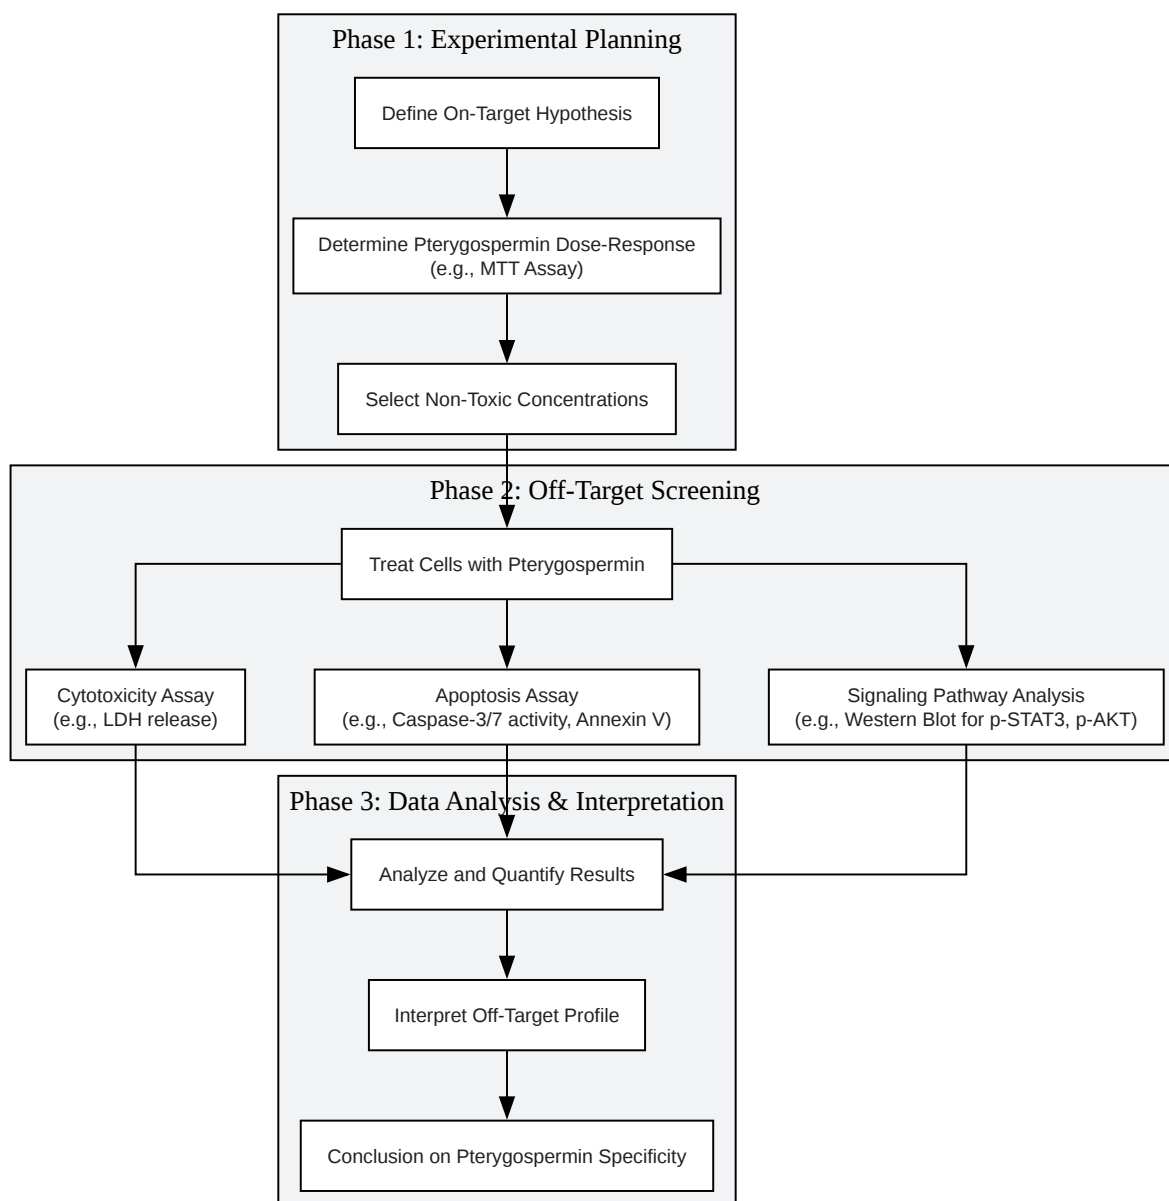 Phase 1: Experimental Planning
Define On-Target Hypothesis
Determine Pterygospermin Dose-Response
(e.g., MTT Assay)
Select Non-Toxic Concentrations
Phase 2: Off-Target Screening
Treat Cells with Pterygospermin
Cytotoxicity Assay
(e.g., LDH release)
Apoptosis Assay
(e.g., Caspase-3/7 activity, Annexin V)
Signaling Pathway Analysis
(e.g., Western Blot for p-STAT3, p-AKT)
Phase 3: Data Analysis & Interpretation
Analyze and Quantify Results
Interpret Off-Target Profile
Conclusion on Pterygospermin Specificity